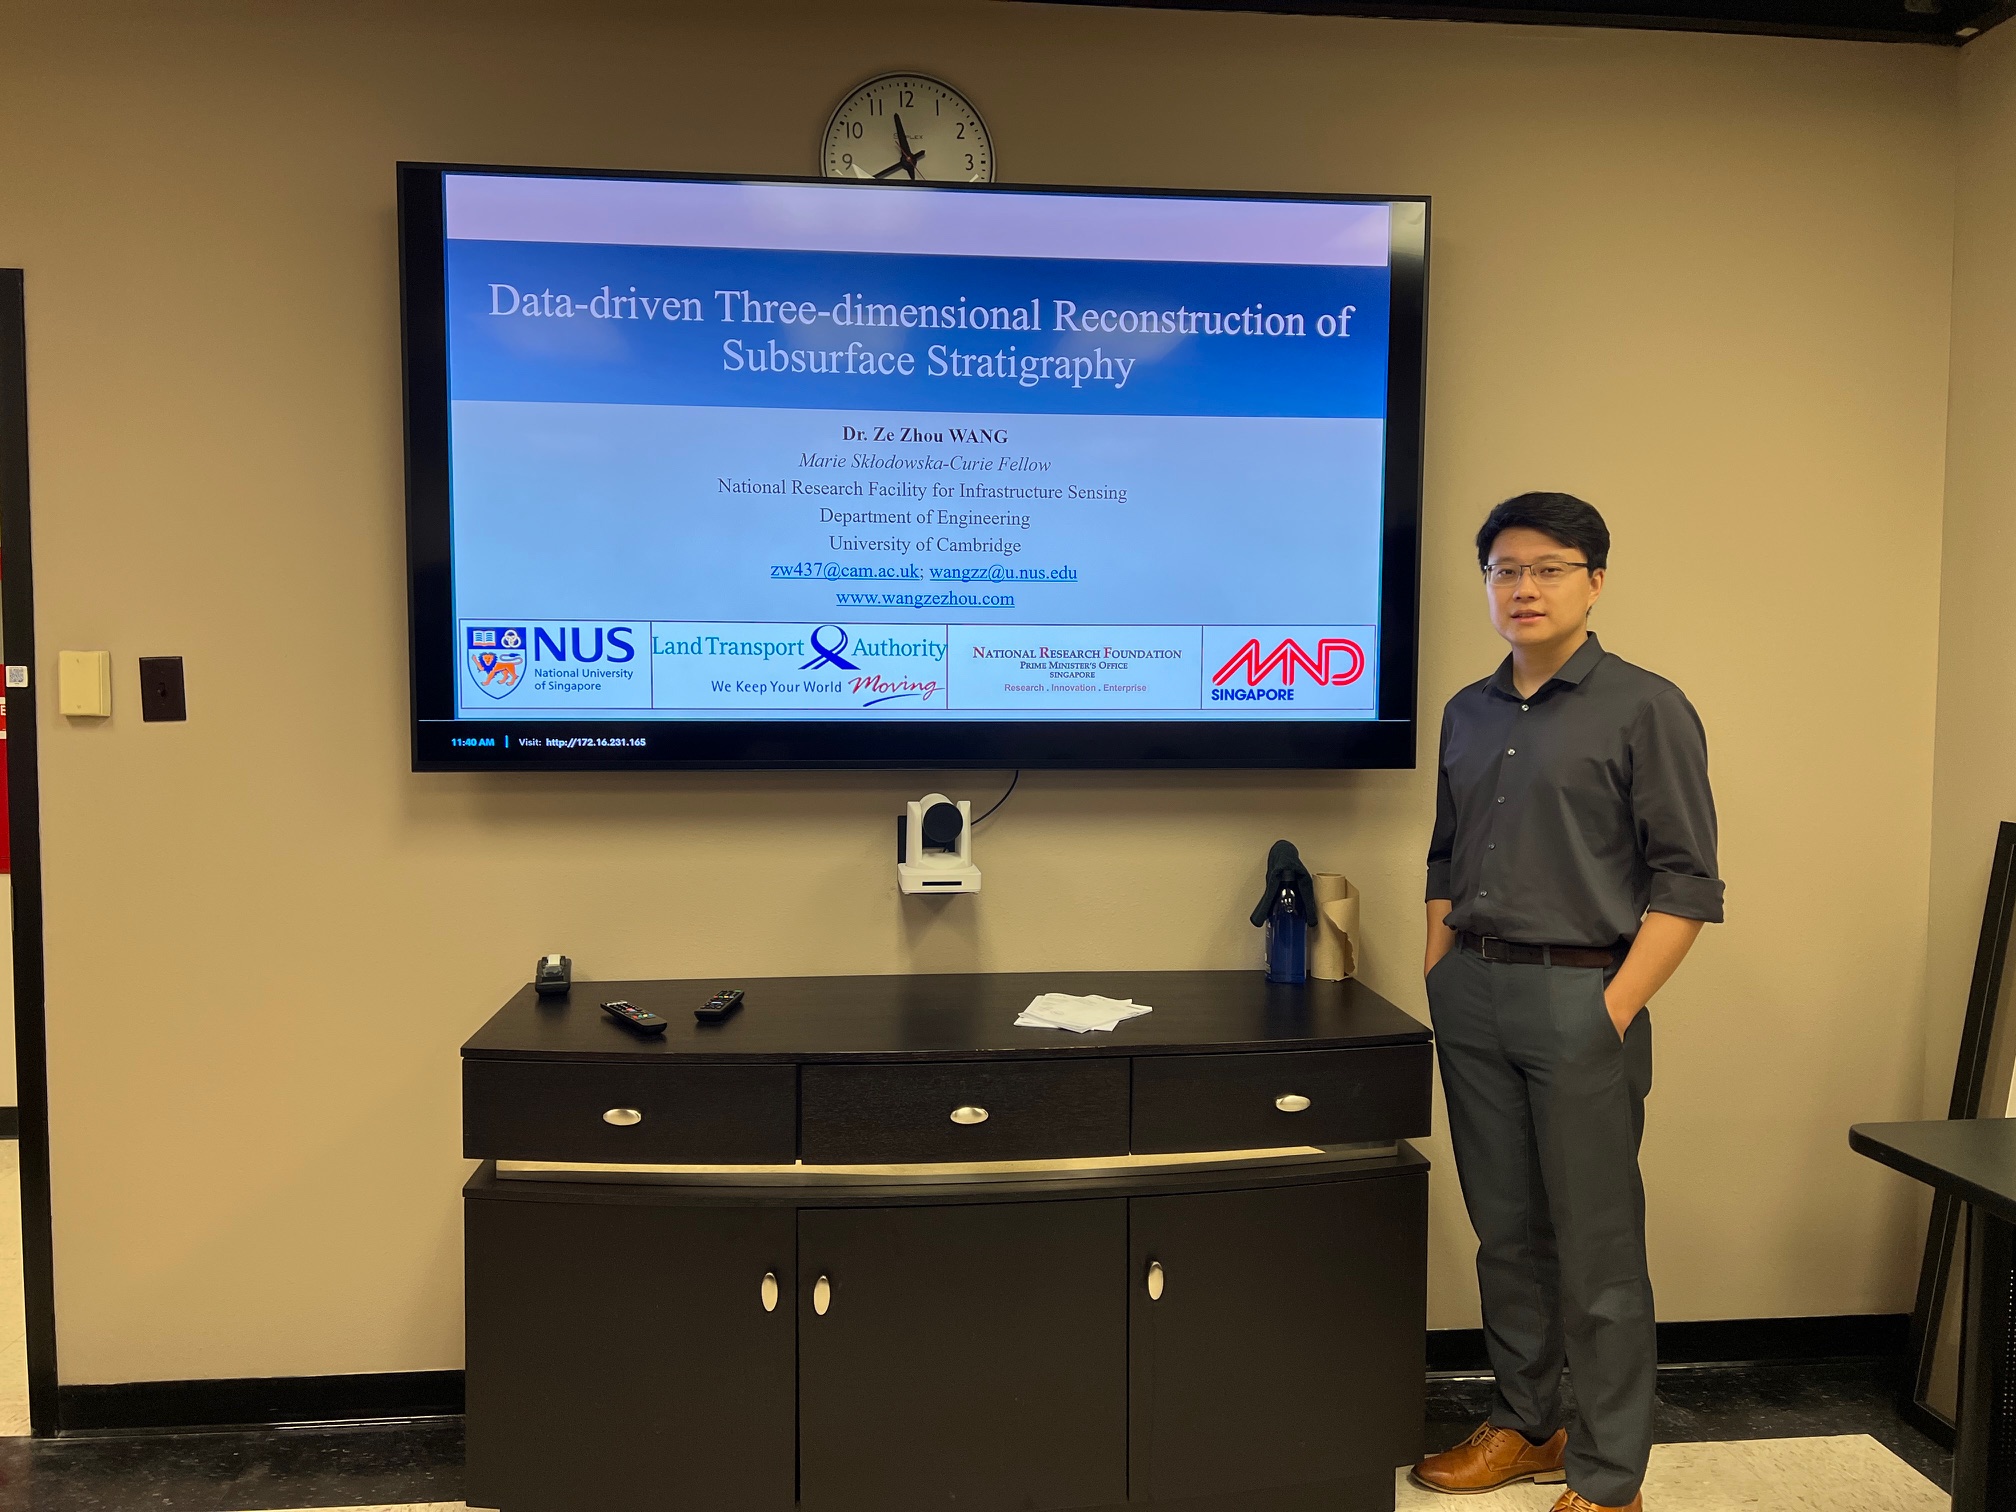 11 12 1
10 2
9 3
Data-driven Three-dimensional Reconstruction of
Subsurface Stratigraphy
Dr. Ze Zhou WANG
Marie Skłodowska-Curie Fellow
National Research Facility for Infrastructure Sensing
Department of Engineering
University of Cambridge
zw437@cam.ac.uk; wangzz@u.nus.edu
www.wangzezhou.com
NUS
National University
of Singapore
Land Transport Authority
We Keep Your World Moving
NATIONAL RESEARCH FOUNDATION
PRIME MINISTER'S OFFICE
SINGAPORE
Research . Innovation . Enterprise
MND
SINGAPORE
11:40 AM | Visit: http://172.16.231.165